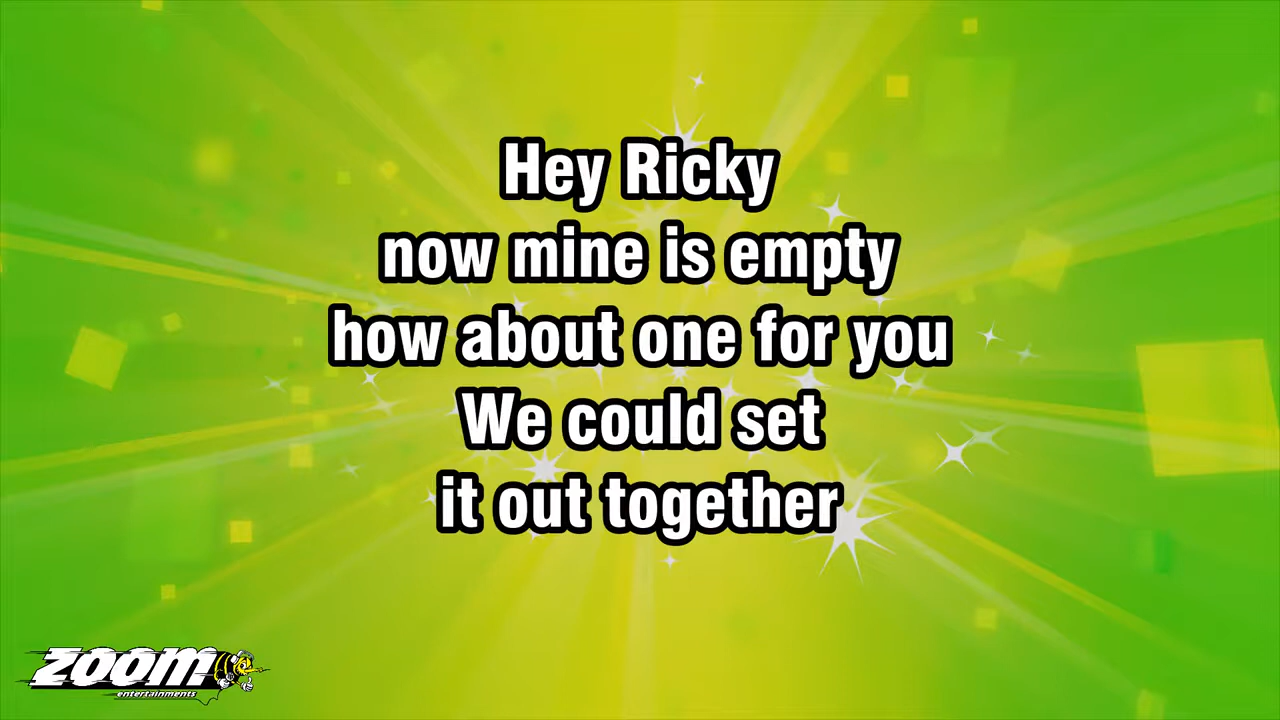 Hey Ricky
now mine is empty
how about one for you
We could set
it out together
zoom
entertainments